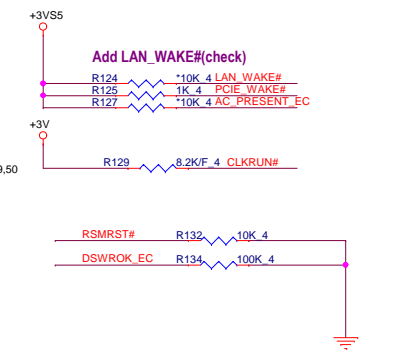 +3VS5
Add LAN_WAKE#(check)
R124 *10K_4 LAN_WAKE#
R125 1K_4 PCIE_WAKE#
R127 *10K_4 AC_PRESENT_EC
+3V
R129 8.2K/F_4 CLKRUN#
9,50
RSMRST# R132 10K_4
DSWROK_EC R134 100K_4